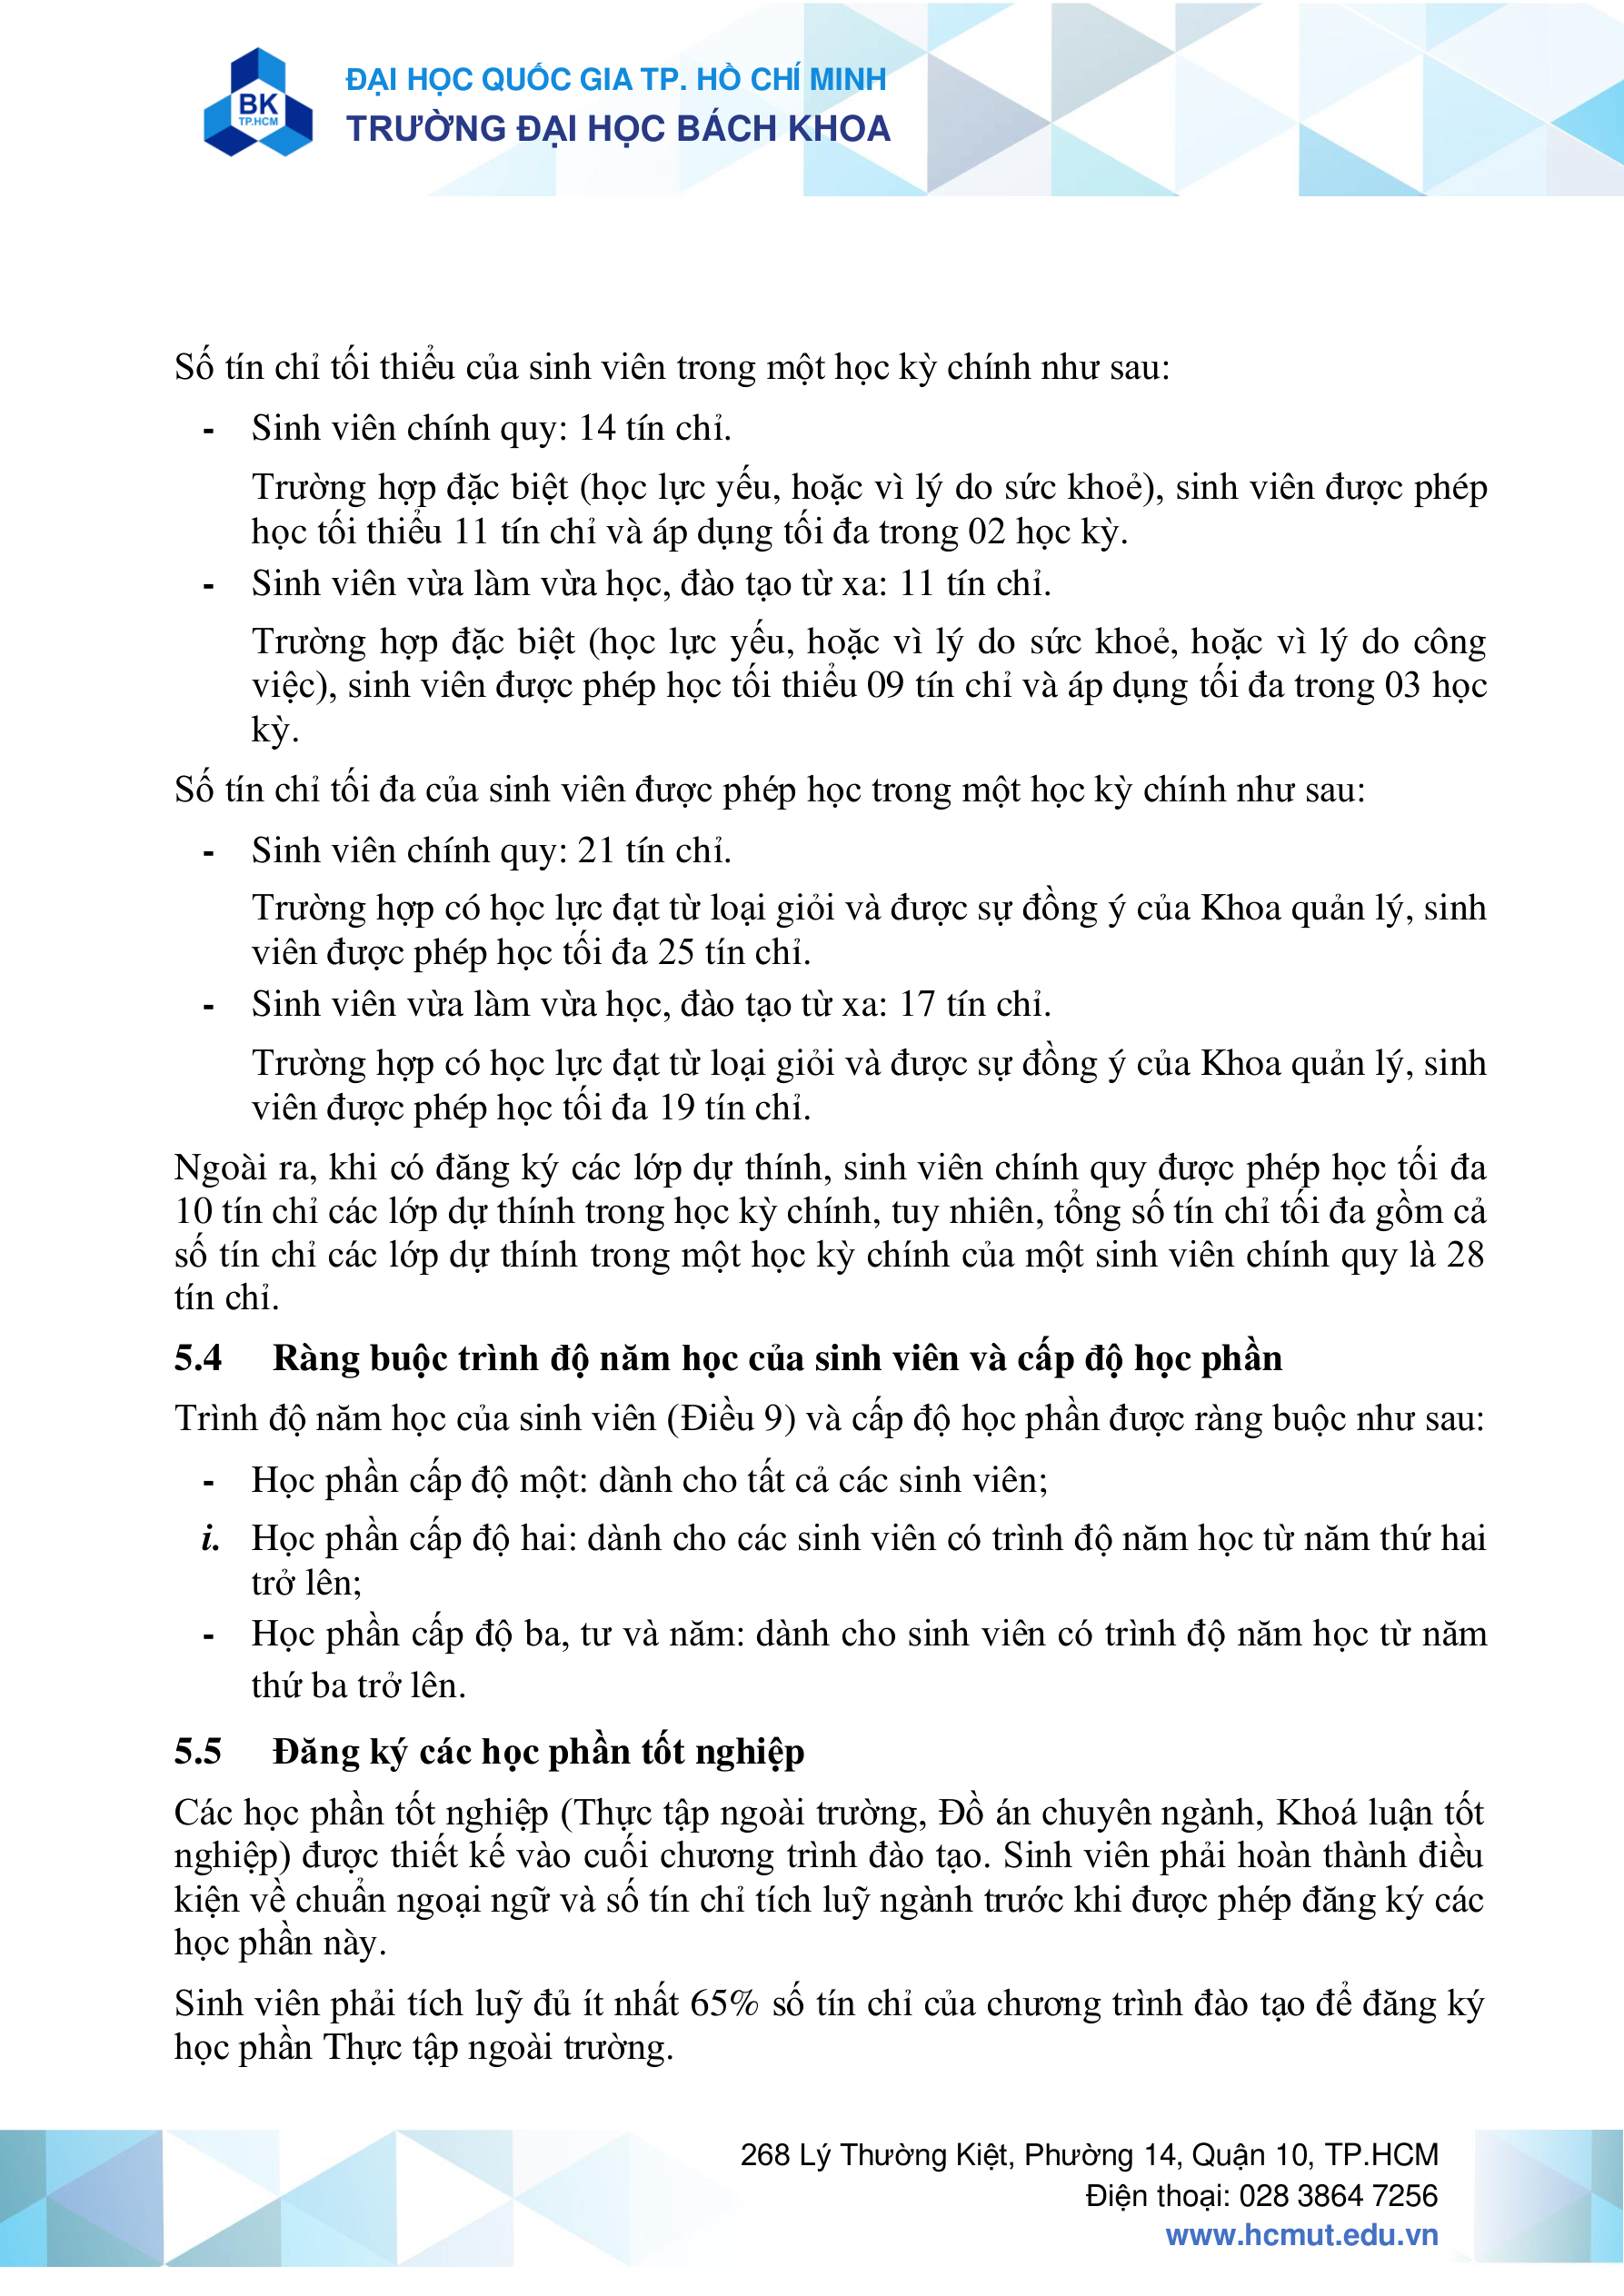 BK
TP.HCM
ĐẠI HỌC QUỐC GIA TP. HỒ CHÍ MINH
TRƯỜNG ĐẠI HỌC BÁCH KHOA
Số tín chỉ tối thiểu của sinh viên trong một học kỳ chính như sau:
- Sinh viên chính quy: 14 tín chỉ.
Trường hợp đặc biệt (học lực yếu, hoặc vì lý do sức khoẻ), sinh viên được phép
học tối thiểu 11 tín chỉ và áp dụng tối đa trong 02 học kỳ.
- Sinh viên vừa làm vừa học, đào tạo từ xa: 11 tín chỉ.
Trường hợp đặc biệt (học lực yếu, hoặc vì lý do sức khoẻ, hoặc vì lý do công
việc), sinh viên được phép học tối thiểu 09 tín chỉ và áp dụng tối đa trong 03 học
kỳ.
Số tín chỉ tối đa của sinh viên được phép học trong một học kỳ chính như sau:
- Sinh viên chính quy: 21 tín chỉ.
Trường hợp có học lực đạt từ loại giỏi và được sự đồng ý của Khoa quản lý, sinh
viên được phép học tối đa 25 tín chỉ.
- Sinh viên vừa làm vừa học, đào tạo từ xa: 17 tín chỉ.
Trường hợp có học lực đạt từ loại giỏi và được sự đồng ý của Khoa quản lý, sinh
viên được phép học tối đa 19 tín chỉ.
Ngoài ra, khi có đăng ký các lớp dự thính, sinh viên chính quy được phép học tối đa
10 tín chỉ các lớp dự thính trong học kỳ chính, tuy nhiên, tổng số tín chỉ tối đa gồm cả
số tín chỉ các lớp dự thính trong một học kỳ chính của một sinh viên chính quy là 28
tín chỉ.
5.4 Ràng buộc trình độ năm học của sinh viên và cấp độ học phần
Trình độ năm học của sinh viên (Điều 9) và cấp độ học phần được ràng buộc như sau:
- Học phần cấp độ một: dành cho tất cả các sinh viên;
i. Học phần cấp độ hai: dành cho các sinh viên có trình độ năm học từ năm thứ hai
trở lên;
- Học phần cấp độ ba, tư và năm: dành cho sinh viên có trình độ năm học từ năm
thứ ba trở lên.
5.5 Đăng ký các học phần tốt nghiệp
Các học phần tốt nghiệp (Thực tập ngoài trường, Đồ án chuyên ngành, Khoá luận tốt
nghiệp) được thiết kế vào cuối chương trình đào tạo. Sinh viên phải hoàn thành điều
kiện về chuẩn ngoại ngữ và số tín chỉ tích luỹ ngành trước khi được phép đăng ký các
học phần này.
Sinh viên phải tích luỹ đủ ít nhất 65% số tín chỉ của chương trình đào tạo để đăng ký
học phần Thực tập ngoài trường.
268 Lý Thường Kiệt, Phường 14, Quận 10, TP.HCM
Điện thoại: 028 3864 7256
www.hcmut.edu.vn